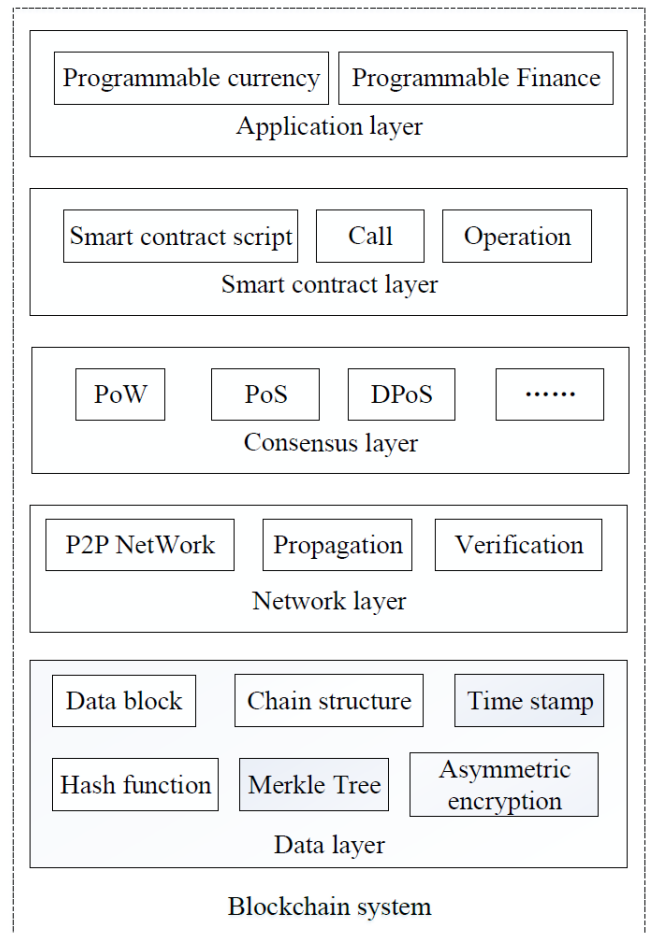 Programmable currency
Programmable Finance
Application layer
Smart contract script
Call
Operation
Smart contract layer
PoW
PoS
DPoS
······
Consensus layer
P2P NetWork
Propagation
Verification
Network layer
Data block
Chain structure
Time stamp
Hash function
Merkle Tree
Asymmetric
encryption
Data layer
Blockchain system